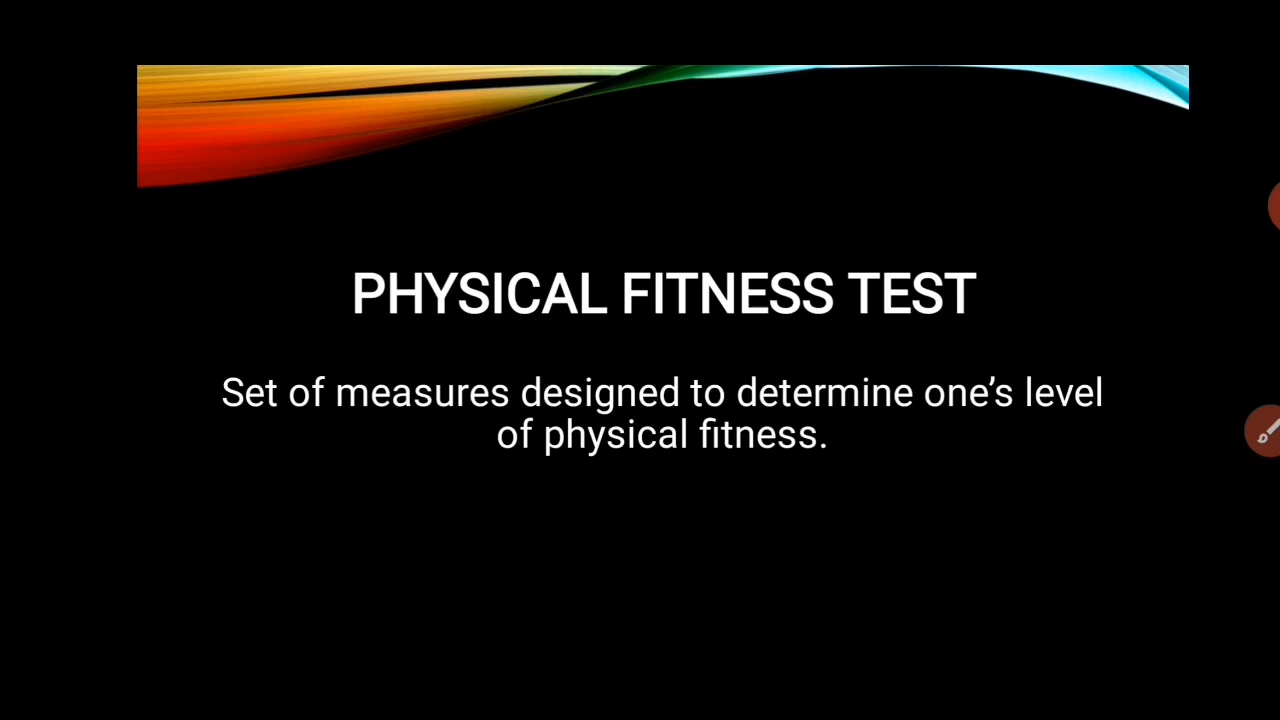 PHYSICAL FITNESS TEST
Set of measures designed to determine one’s level
of physical fitness.